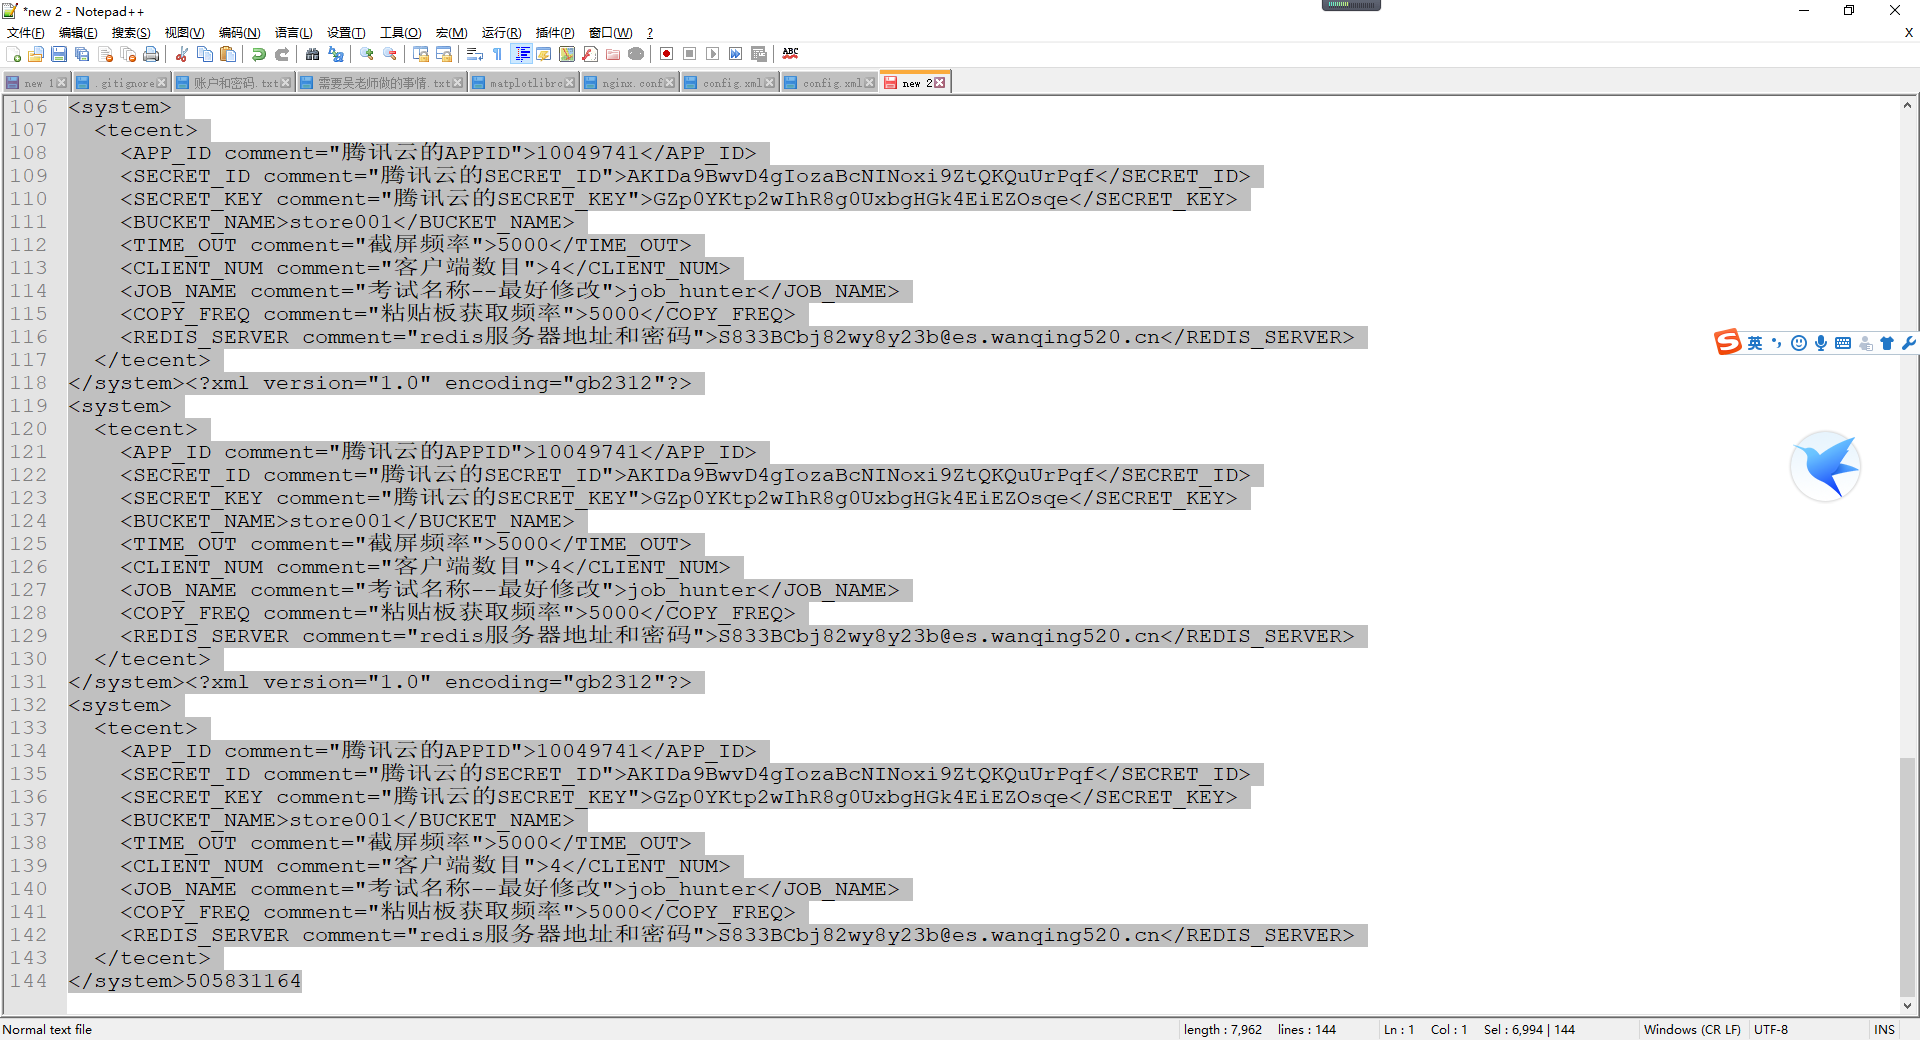 *new 2 - Notepad++
文件(F) 编辑(E) 搜索(S) 视图(V) 编码(N) 语言(L) 设置(T) 工具(O) 宏(M) 运行(R) 插件(P) 窗口(W) ? X
new 1 .gitignore 账户和密码.txt 需要吴老师做的事情.txt matplotlibrc nginx.conf config.xml config.xml new 2
106 <system>
107 <tecent>
108 <APP_ID comment="腾讯云的APPID">10049741</APP_ID>
109 <SECRET_ID comment="腾讯云的SECRET_ID">AKIDa9BwvD4gIozaBcNINoxi9ZtQKQuUrPqf</SECRET_ID>
110 <SECRET_KEY comment="腾讯云的SECRET_KEY">GZp0YKtp2wIhR8g0UxbgHGk4EiEZOsqe</SECRET_KEY>
111 <BUCKET_NAME>store001</BUCKET_NAME>
112 <TIME_OUT comment="截屏频率">5000</TIME_OUT>
113 <CLIENT_NUM comment="客户端数目">4</CLIENT_NUM>
114 <JOB_NAME comment="考试名称--最好修改">job_hunter</JOB_NAME>
115 <COPY_FREQ comment="粘贴板获取频率">5000</COPY_FREQ>
116 <REDIS_SERVER comment="redis服务器地址和密码">S833BCbj82wy8y23b@es.wanqing520.cn</REDIS_SERVER>
117 </tecent>
118 </system><?xml version="1.0" encoding="gb2312"?>
119 <system>
120 <tecent>
121 <APP_ID comment="腾讯云的APPID">10049741</APP_ID>
122 <SECRET_ID comment="腾讯云的SECRET_ID">AKIDa9BwvD4gIozaBcNINoxi9ZtQKQuUrPqf</SECRET_ID>
123 <SECRET_KEY comment="腾讯云的SECRET_KEY">GZp0YKtp2wIhR8g0UxbgHGk4EiEZOsqe</SECRET_KEY>
124 <BUCKET_NAME>store001</BUCKET_NAME>
125 <TIME_OUT comment="截屏频率">5000</TIME_OUT>
126 <CLIENT_NUM comment="客户端数目">4</CLIENT_NUM>
127 <JOB_NAME comment="考试名称--最好修改">job_hunter</JOB_NAME>
128 <COPY_FREQ comment="粘贴板获取频率">5000</COPY_FREQ>
129 <REDIS_SERVER comment="redis服务器地址和密码">S833BCbj82wy8y23b@es.wanqing520.cn</REDIS_SERVER>
130 </tecent>
131 </system><?xml version="1.0" encoding="gb2312"?>
132 <system>
133 <tecent>
134 <APP_ID comment="腾讯云的APPID">10049741</APP_ID>
135 <SECRET_ID comment="腾讯云的SECRET_ID">AKIDa9BwvD4gIozaBcNINoxi9ZtQKQuUrPqf</SECRET_ID>
136 <SECRET_KEY comment="腾讯云的SECRET_KEY">GZp0YKtp2wIhR8g0UxbgHGk4EiEZOsqe</SECRET_KEY>
137 <BUCKET_NAME>store001</BUCKET_NAME>
138 <TIME_OUT comment="截屏频率">5000</TIME_OUT>
139 <CLIENT_NUM comment="客户端数目">4</CLIENT_NUM>
140 <JOB_NAME comment="考试名称--最好修改">job_hunter</JOB_NAME>
141 <COPY_FREQ comment="粘贴板获取频率">5000</COPY_FREQ>
142 <REDIS_SERVER comment="redis服务器地址和密码">S833BCbj82wy8y23b@es.wanqing520.cn</REDIS_SERVER>
143 </tecent>
144 </system>505831164
英
Normal text file length : 7,962 lines : 144 Ln : 1 Col : 1 Sel : 6,994 | 144 Windows (CR LF) UTF-8 INS